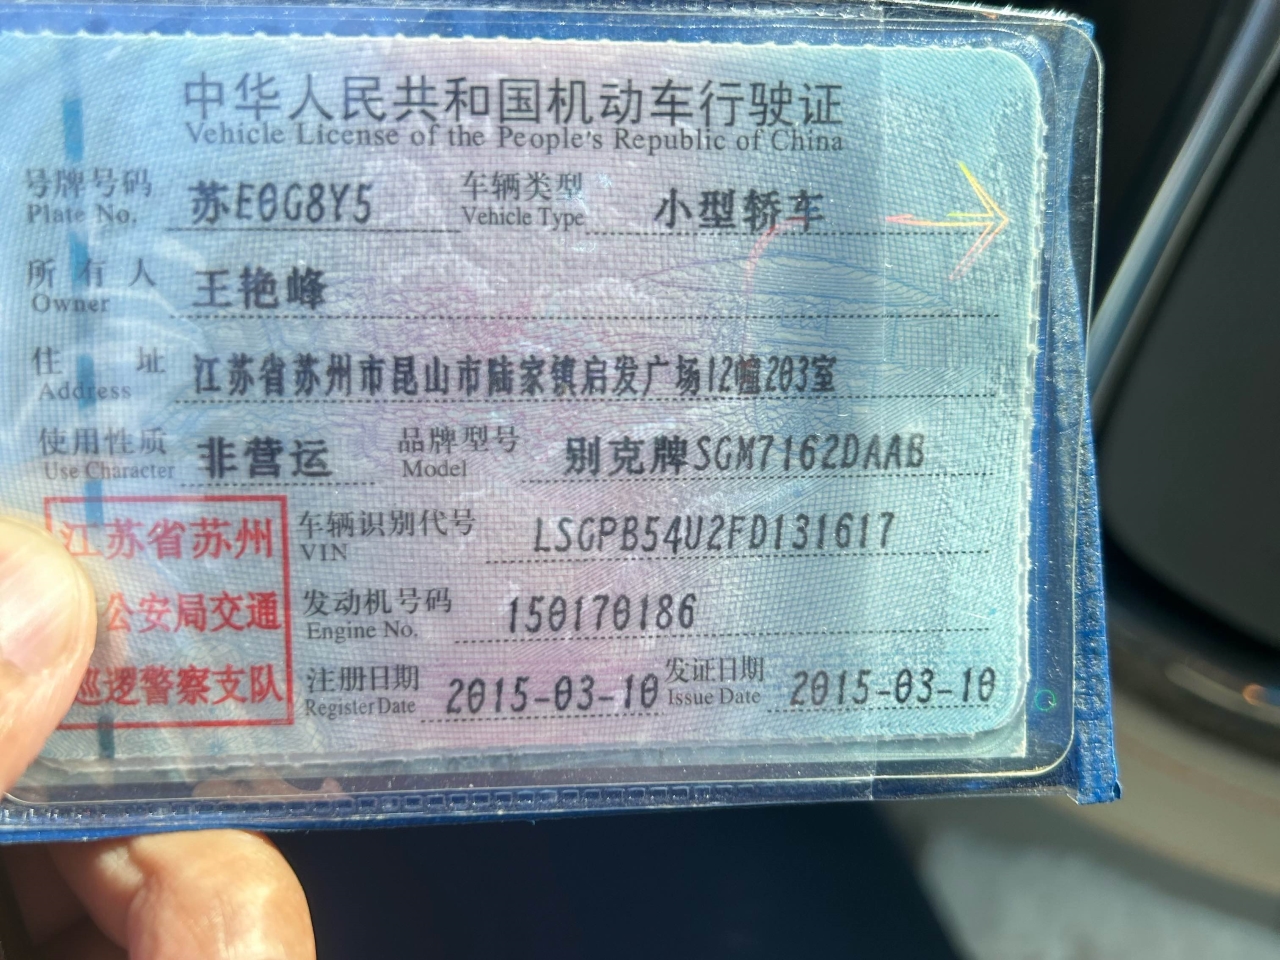 中华人民共和国机动车行驶证
Vehicle License of the People's Republic of China
号牌号码 苏E0G8Y5 车辆类型 小型轿车
Plate No. Vehicle Type
所有人 王艳峰
Owner
住址 江苏省苏州市昆山市陆家镇启发广场12幢203室
Address
使用性质 非营运 品牌型号 别克牌SGM7162DAAB
Use Character Model
江苏省苏州 车辆识别代号 LSGPB54U2FD131617
VIN
公安局交通 发动机号码 150170186
Engine No.
巡逻警察支队 注册日期 2015-03-10 发证日期 2015-03-10
Register Date Issue Date